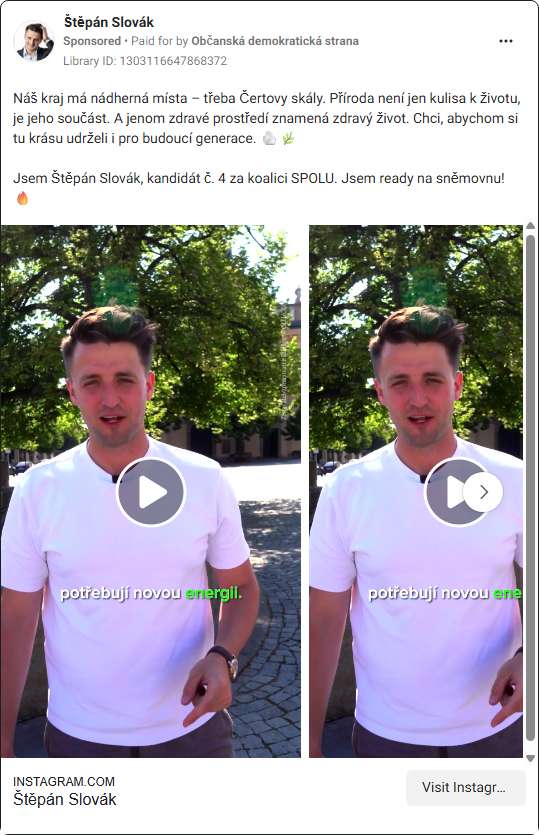 Štěpán Slovák
Sponsored • Paid for by Občanská demokratická strana
Library ID: 1303116647868372
Náš kraj má nádherná místa – třeba Čertovy skály. Příroda není jen kulisa k životu,
je jeho součást. A jenom zdravé prostředí znamená zdravý život. Chci, abychom si
tu krásu udrželi i pro budoucí generace. 🪨 🌿
Jsem Štěpán Slovák, kandidát č. 4 za koalici SPOLU. Jsem ready na sněmovnu!
🔥
potřebují novou energii.
potřebují novou ene
INSTAGRAM.COM
Štěpán Slovák
Visit Instagr...